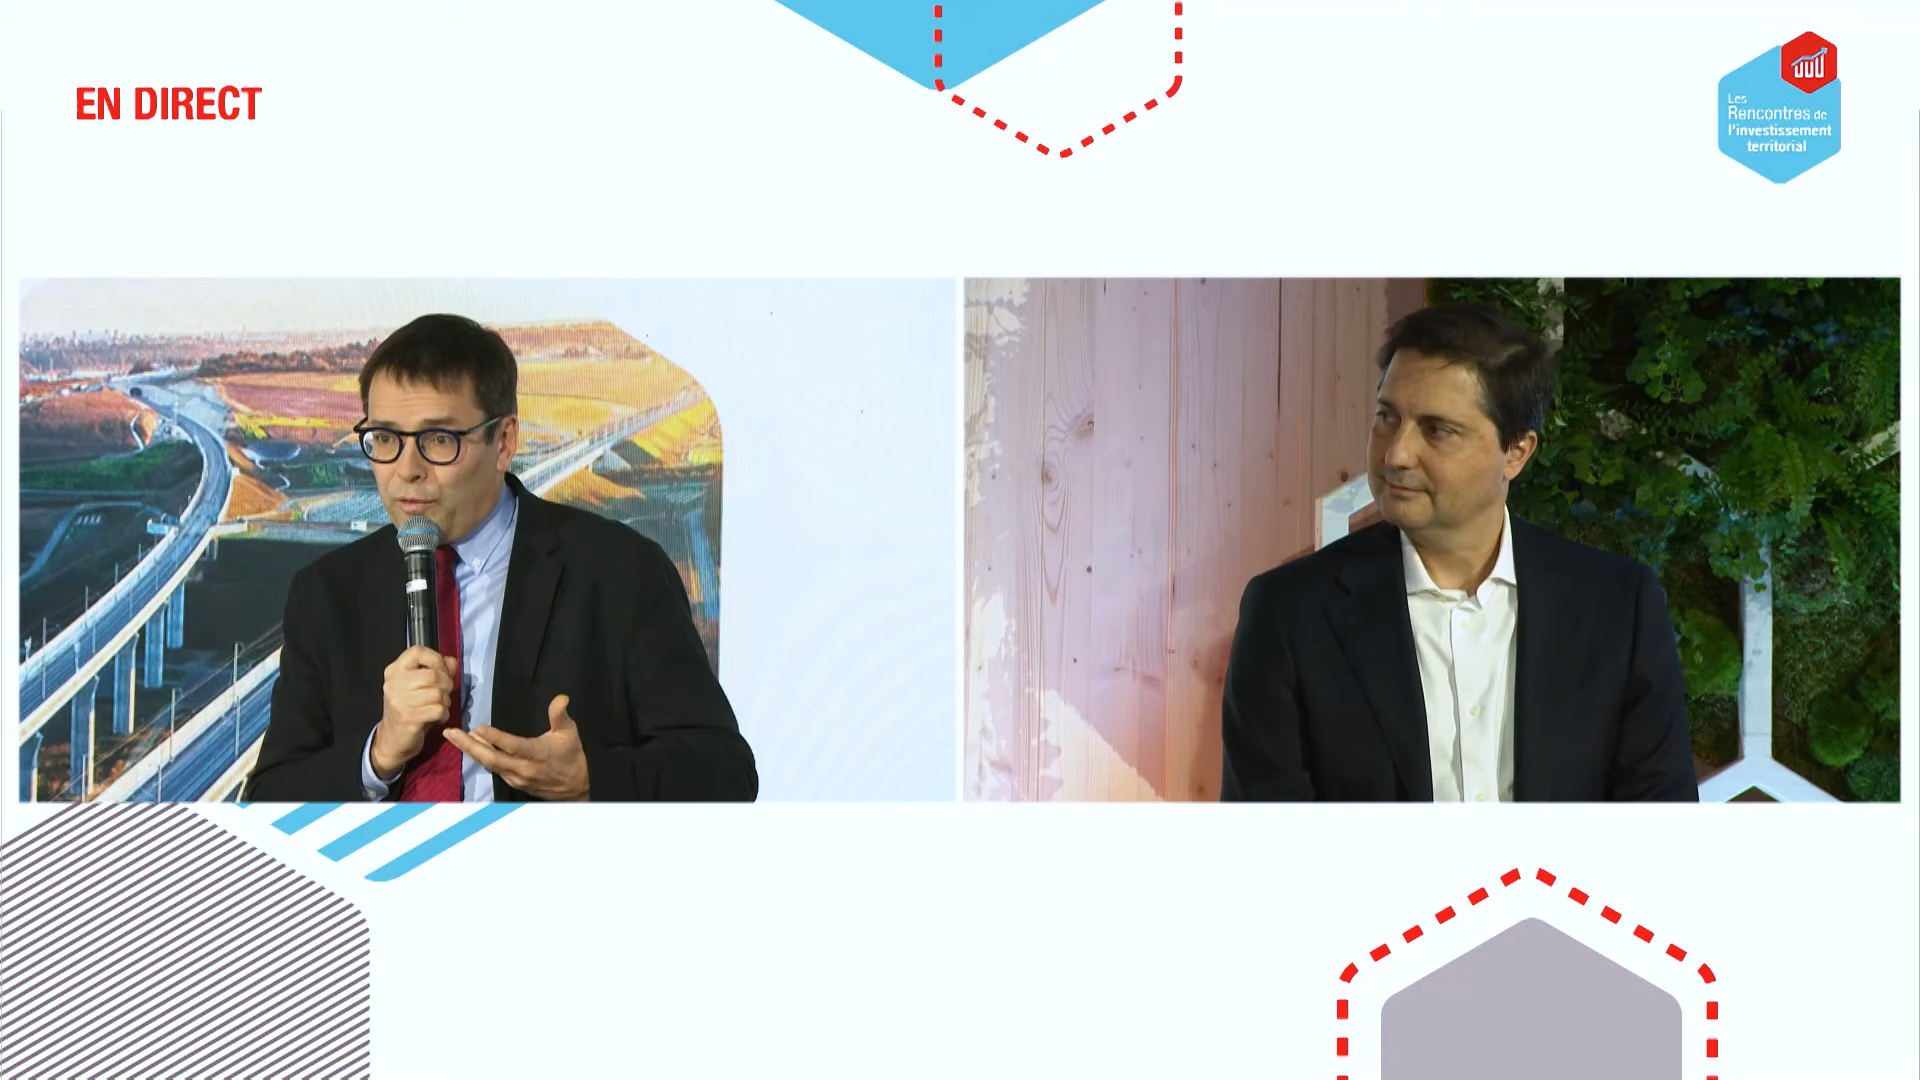 EN DIRECT
Les
Rencontres de
l'investissement
territorial